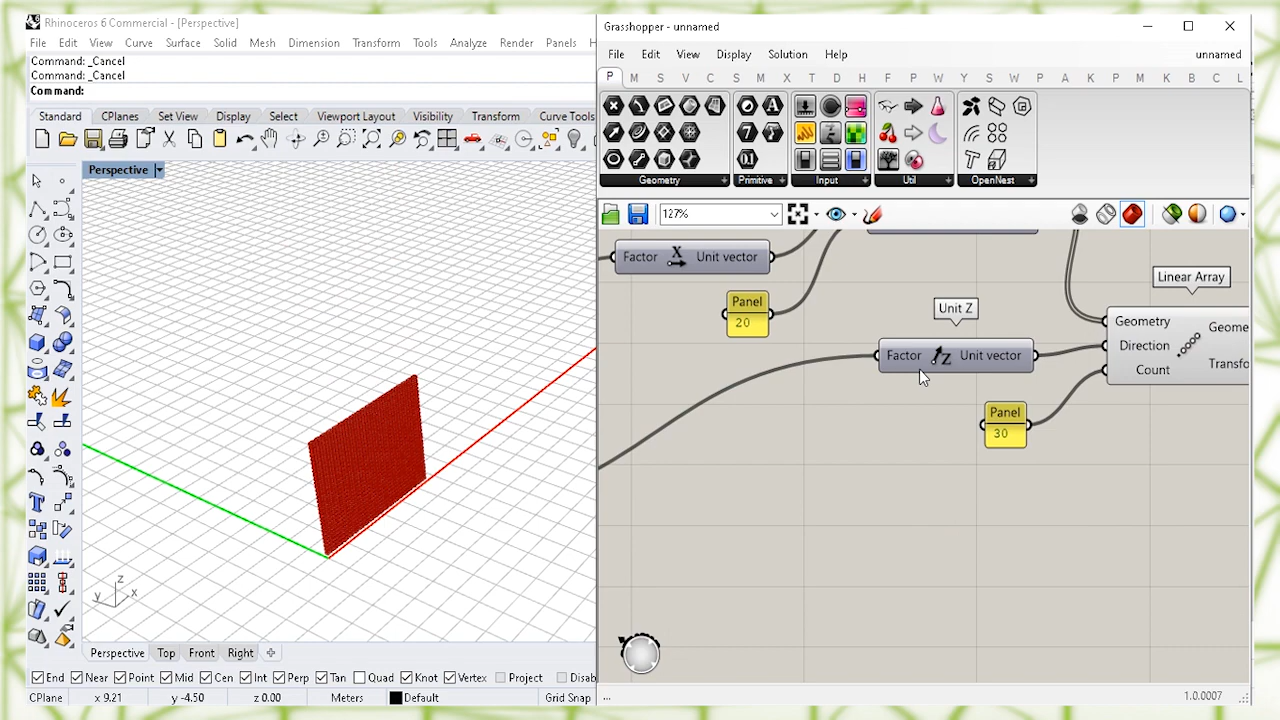 Rhinoceros 6 Commercial - [Perspective]
File Edit View Curve Surface Solid Mesh Dimension Transform Tools Analyze Render Panels
Command: _Cancel
Command: _Cancel
Command:
Standard CPlanes Set View Display Select Viewport Layout Visibility Transform Curve Tools
Perspective
z
y x
Perspective Top Front Right
End Near Point Mid Cen Int Perp Tan Quad Knot Vertex Project Disab
CPlane x 9.21 y -4.50 z 0.00 Meters Default Grid Snap
Grasshopper - unnamed
File Edit View Display Solution Help unnamed
P M S V C S M X T D H F P W Y S W P A K P M K B C L
Geometry Primitive Input Util OpenNest
127%
Factor X Unit vector
Panel
20
Unit Z
Factor Z Unit vector
Panel
30
Linear Array
Geometry
Direction
Count
Geome
Transfo
... 1.0.0007